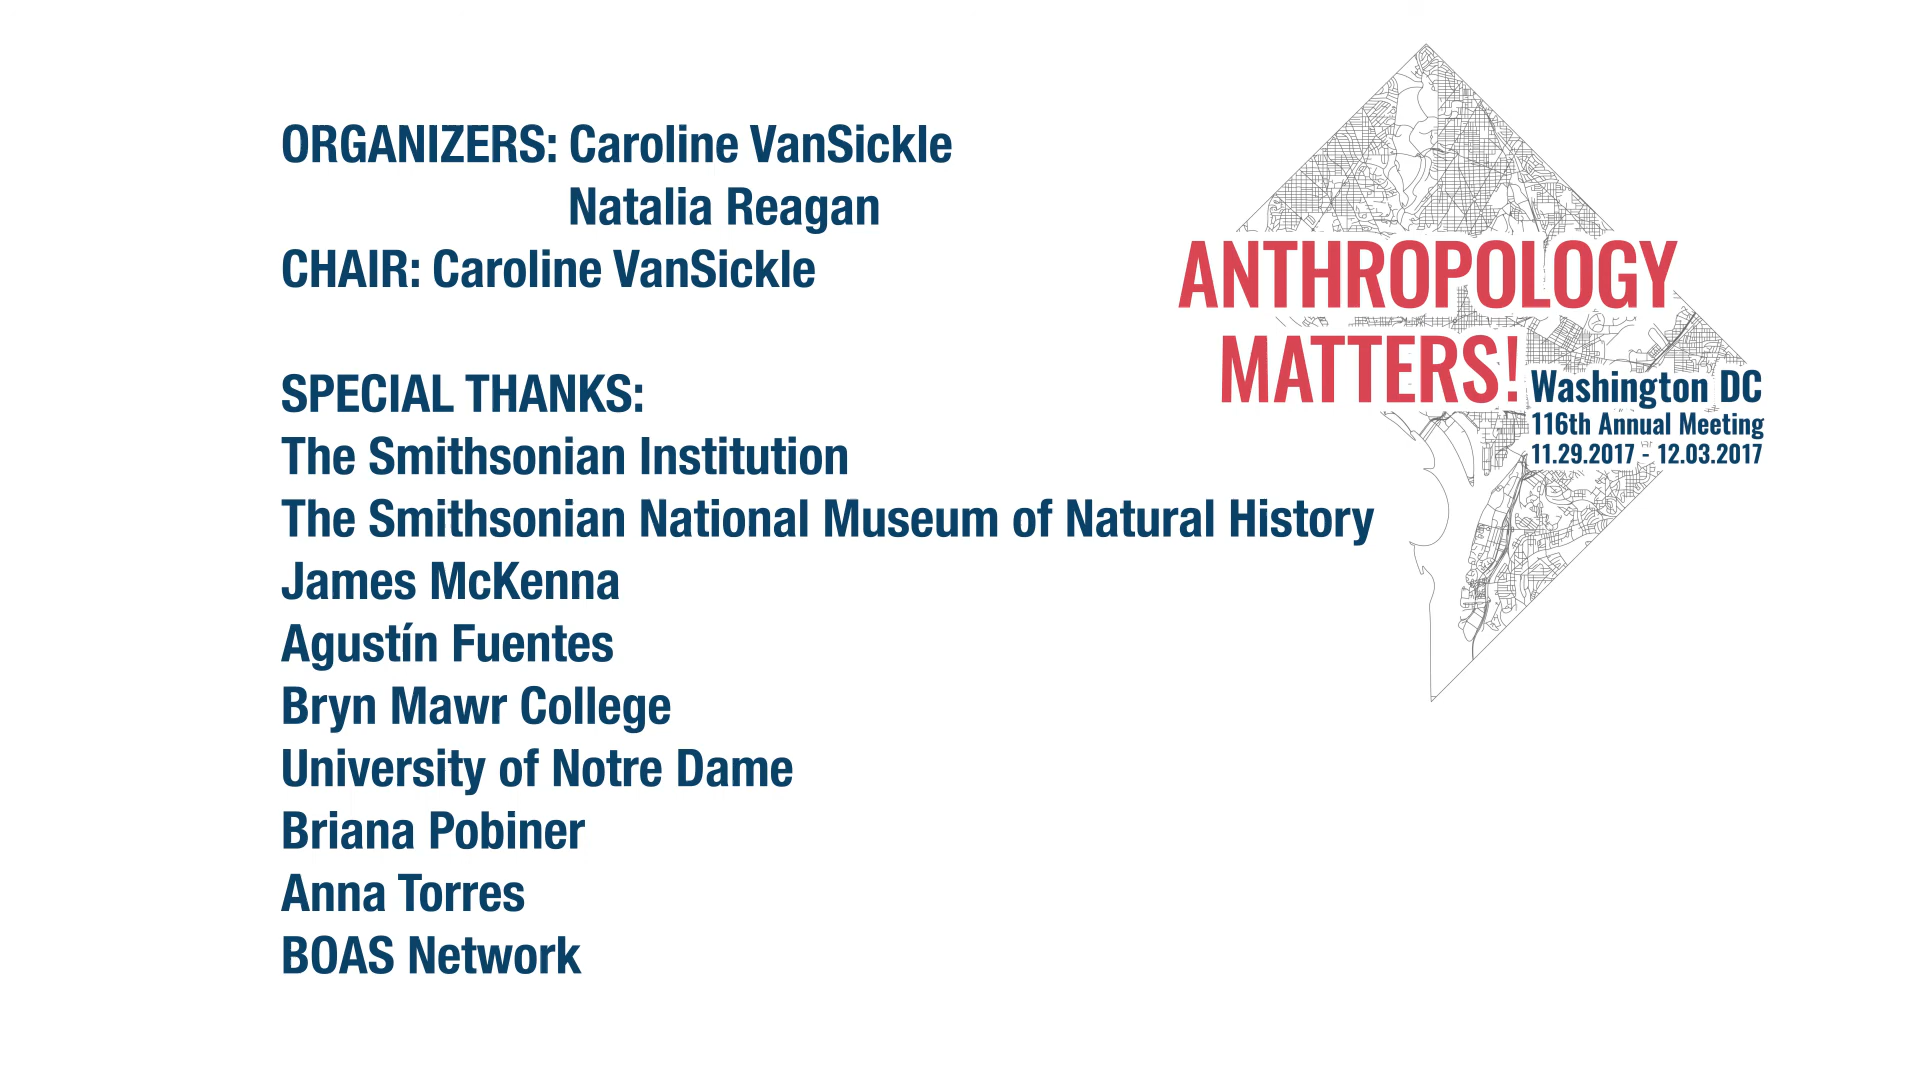 ORGANIZERS: Caroline VanSickle
Natalia Reagan
CHAIR: Caroline VanSickle
SPECIAL THANKS:
The Smithsonian Institution
The Smithsonian National Museum of Natural History
James McKenna
Agustín Fuentes
Bryn Mawr College
University of Notre Dame
Briana Pobiner
Anna Torres
BOAS Network
ANTHROPOLOGY
MATTERS!
Washington DC
116th Annual Meeting
11.29.2017 - 12.03.2017